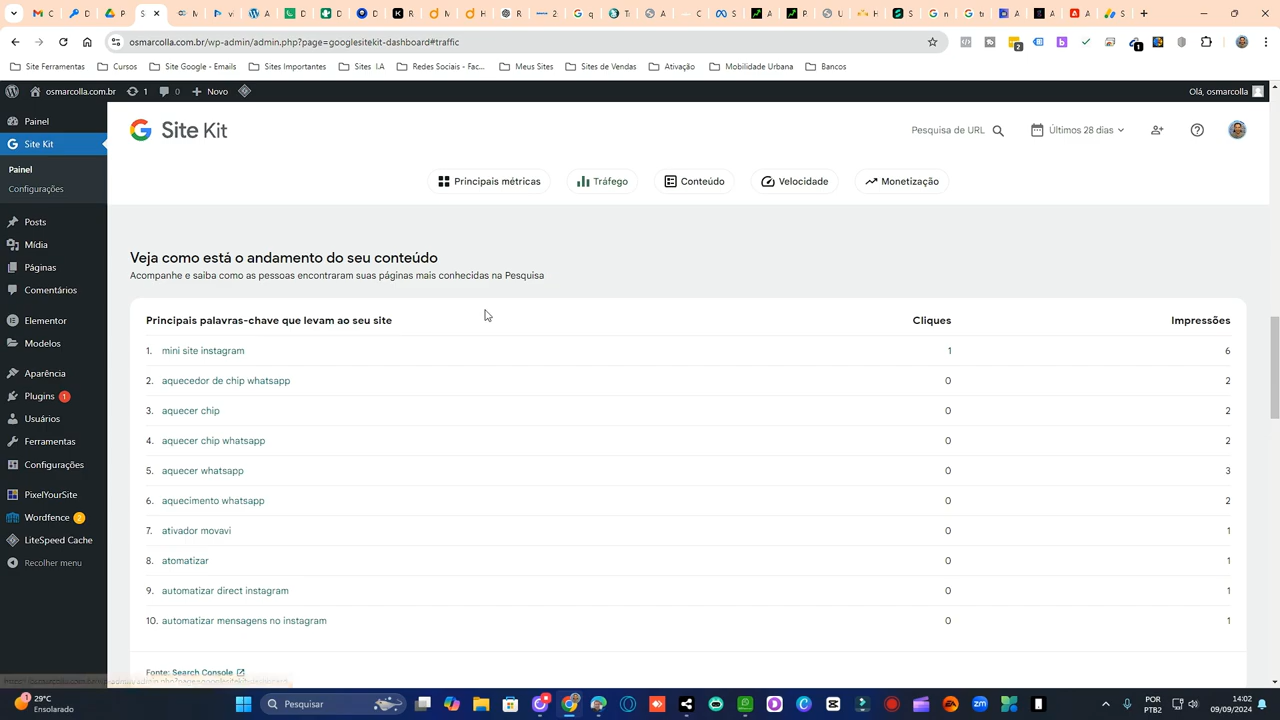 osmarcolla.com.br/wp-admin/admin.php?page=googlesitekit-dashboard#traffic
Site Ferramentas
Cursos
Site Google - Emails
Sites Importantes
Sites .I.A
Redes Sociais - Fac...
Meus Sites
Sites de Vendas
Ativação
Mobilidade Urbana
Bancos
osmarcolla.com.br
1
0
Novo
Olá, osmarcolla
Painel
Site Kit
Painel
Configurações
Posts
Mídia
Páginas
Comentários
Elementor
Modelos
Aparência
Plugins 1
Usuários
Ferramentas
Configurações
PixelYourSite
Wordfence 2
LiteSpeed Cache
Recolher menu
Site Kit
Pesquisa de URL
Últimos 28 dias
Principais métricas
Tráfego
Conteúdo
Velocidade
Monetização
Veja como está o andamento do seu conteúdo
Acompanhe e saiba como as pessoas encontraram suas páginas mais conhecidas na Pesquisa
Principais palavras-chave que levam ao seu site Cliques Impressões
1. mini site instagram 1 6
2. aquecedor de chip whatsapp 0 2
3. aquecer chip 0 2
4. aquecer chip whatsapp 0 2
5. aquecer whatsapp 0 3
6. aquecimento whatsapp 0 2
7. ativador movavi 0 1
8. atomatizar 0 1
9. automatizar direct instagram 0 1
10. automatizar mensagens no instagram 0 1
Fonte: Search Console
29°C
Ensolarado
Pesquisar
POR
PTB2
14:02
09/09/2024